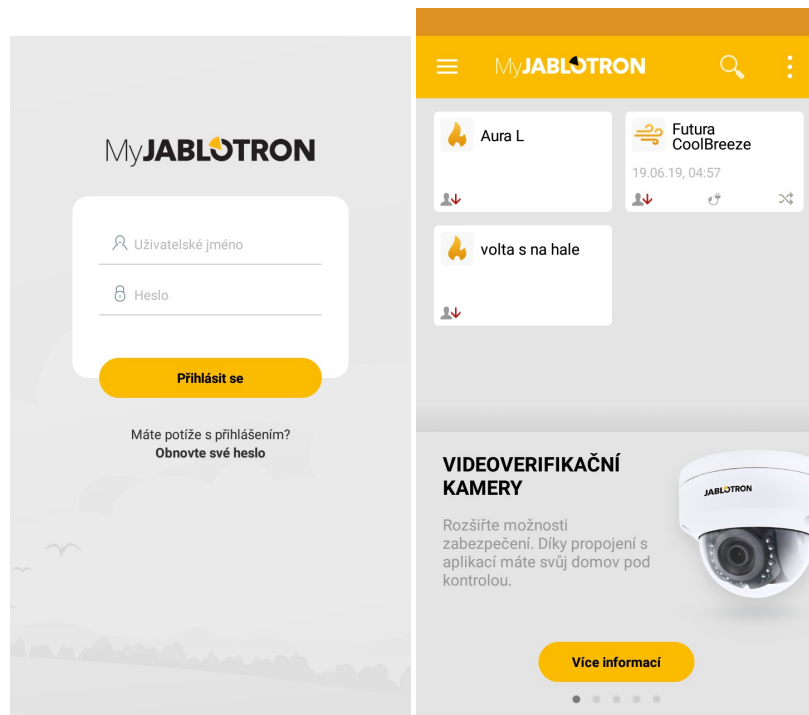 MyJABLOTRON
Uživatelské jméno
Heslo
Přihlásit se
Máte potíže s přihlášením?
Obnovte své heslo
MyJABLOTRON
Aura L
Futura
CoolBreeze
19.06.19, 04:57
volta s na hale
VIDEOVERIFIKAČNÍ
KAMERY
JABLOTRON
Rozšiřte možnosti
zabezpečení. Díky propojení s
aplikací máte svůj domov pod
kontrolou.
Více informací